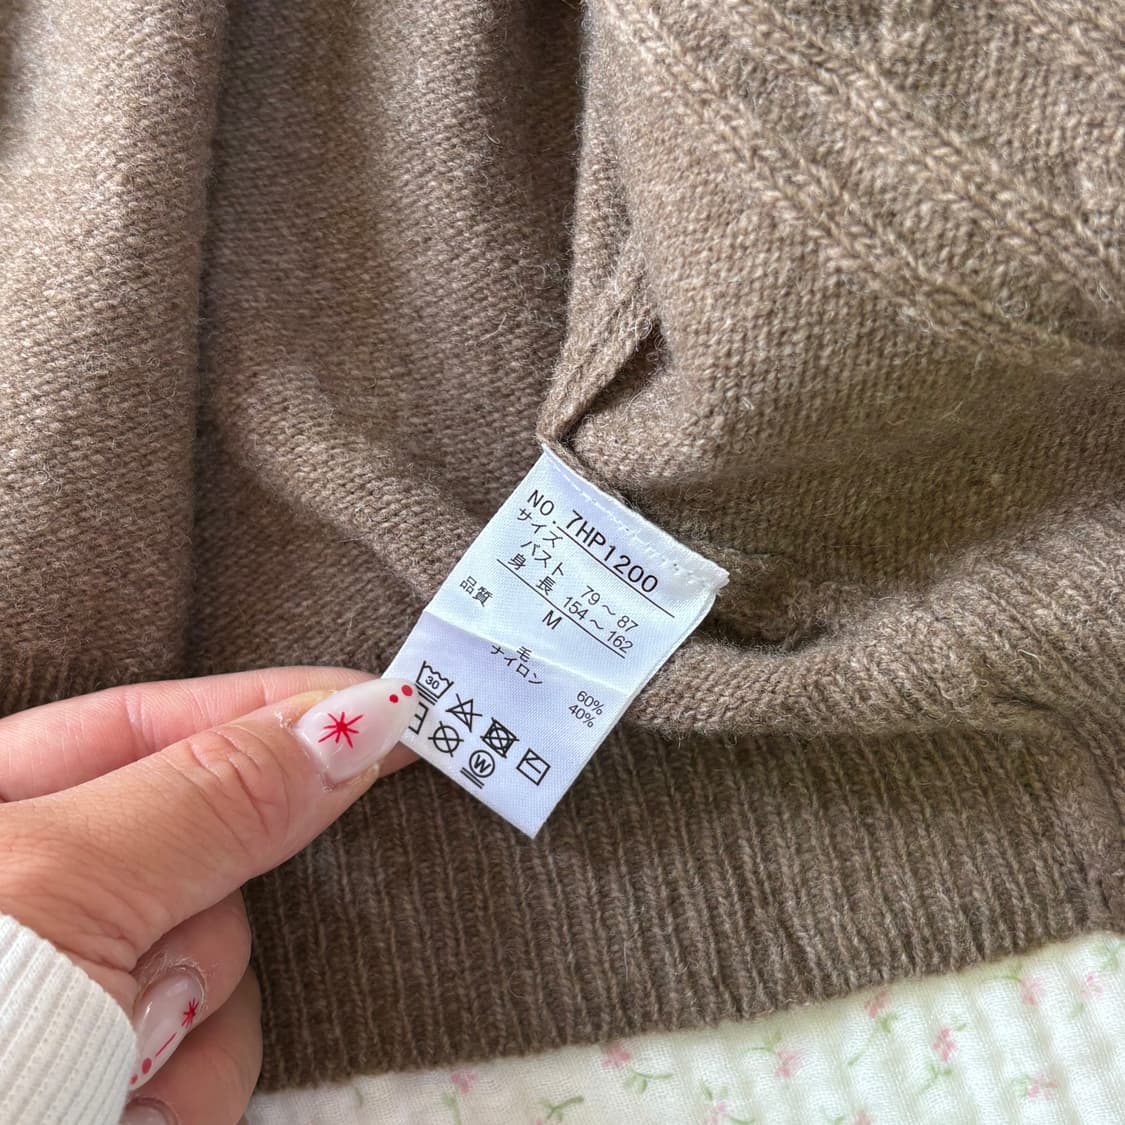 NO. 7HP1200
サイズ
バスト 79～87
身 長 154～162
M
品質
毛 60%
ナイロン 40%
30
W